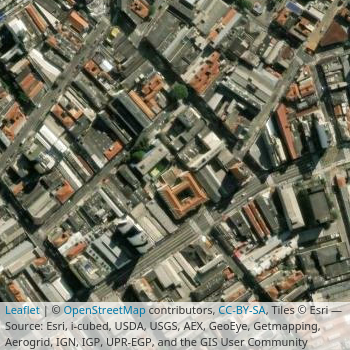 Leaflet | © OpenStreetMap contributors, CC-BY-SA, Tiles © Esri —
Source: Esri, i-cubed, USDA, USGS, AEX, GeoEye, Getmapping,
Aerogrid, IGN, IGP, UPR-EGP, and the GIS User Community